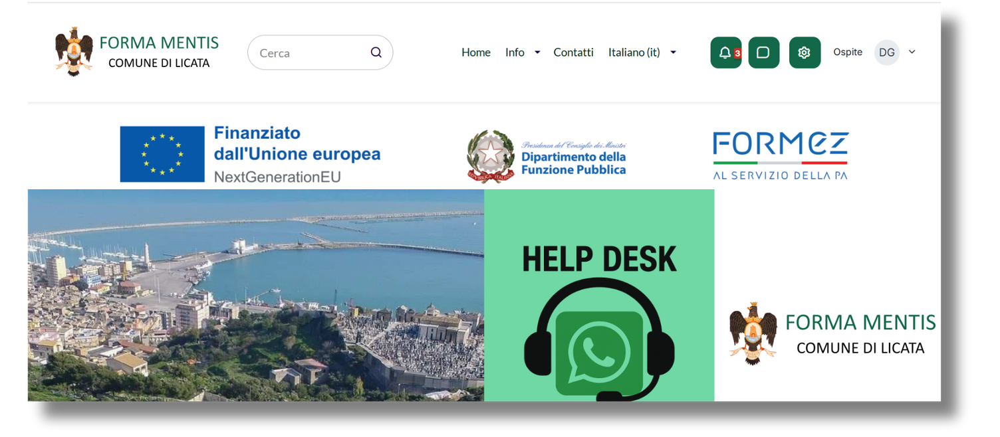 FORMA MENTIS
COMUNE DI LICATA
Cerca
Home Info Contatti Italiano (it)
3
Ospite DG
Finanziato
dall'Unione europea
NextGenerationEU
Presidenza del Consiglio dei Ministri
Dipartimento della
Funzione Pubblica
REPVBBLICA ITALIANA
FORMEZ
AL SERVIZIO DELLA PA
HELP DESK
FORMA MENTIS
COMUNE DI LICATA